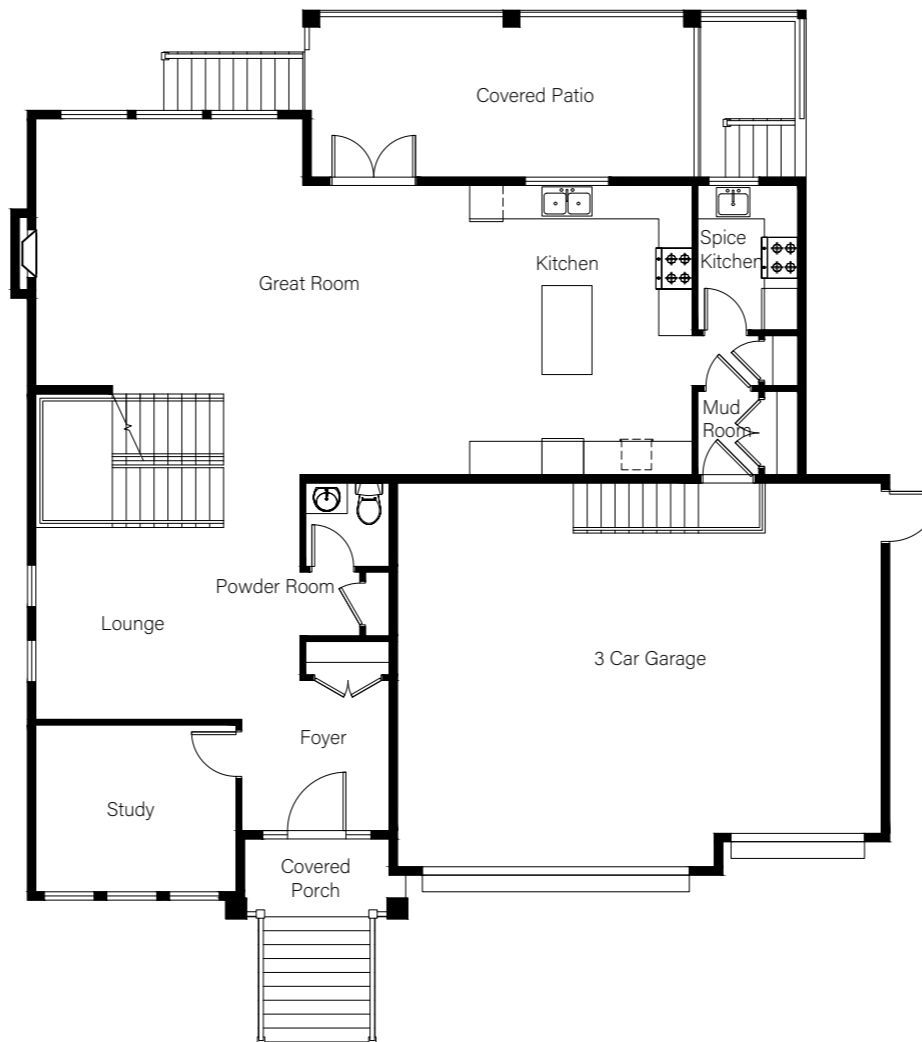 Covered Patio
Spice
Kitchen
Kitchen
Great Room
Mud
Room
Powder Room
Lounge
3 Car Garage
Foyer
Study
Covered
Porch